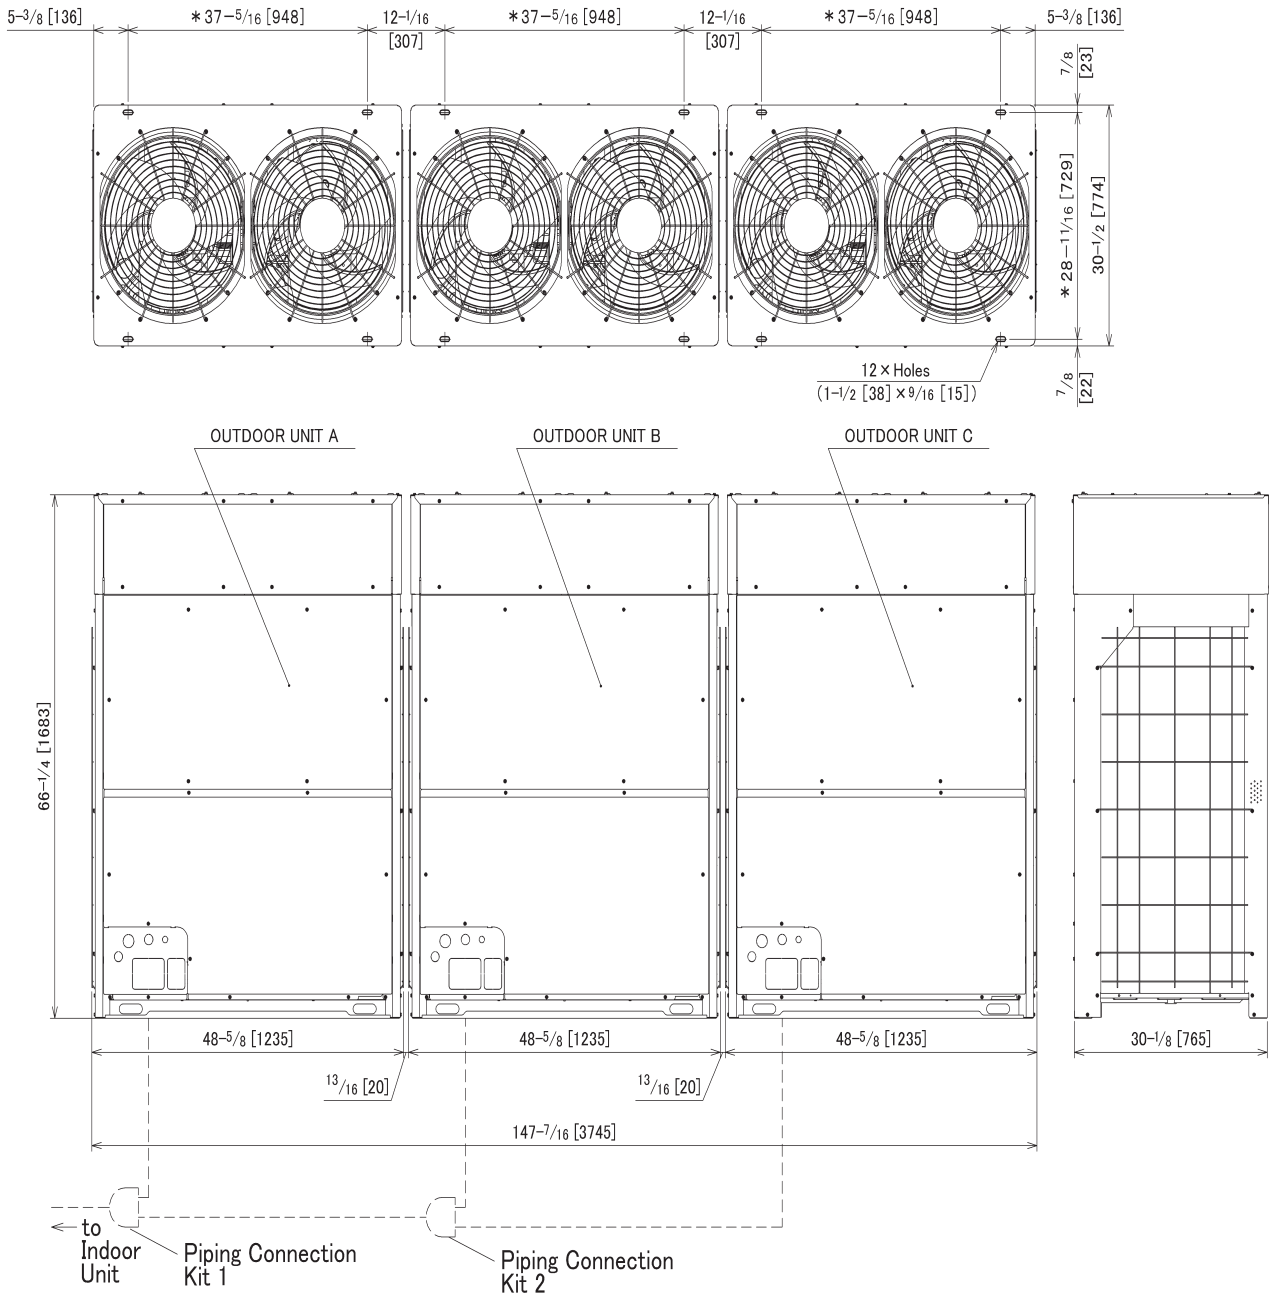 5-3/8 [136]
*37-5/16 [948]
12-1/16
[307]
*37-5/16 [948]
12-1/16
[307]
*37-5/16 [948]
5-3/8 [136]
7/8
[23]
*28-11/16 [729]
30-1/2 [774]
12×Holes
(1-1/2 [38] × 9/16 [15])
7/8
[22]
OUTDOOR UNIT A
OUTDOOR UNIT B
OUTDOOR UNIT C
66-1/4 [1683]
48-5/8 [1235]
48-5/8 [1235]
48-5/8 [1235]
30-1/8 [765]
13/16 [20]
13/16 [20]
147-7/16 [3745]
to
Indoor
Unit
Piping Connection
Kit 1
Piping Connection
Kit 2